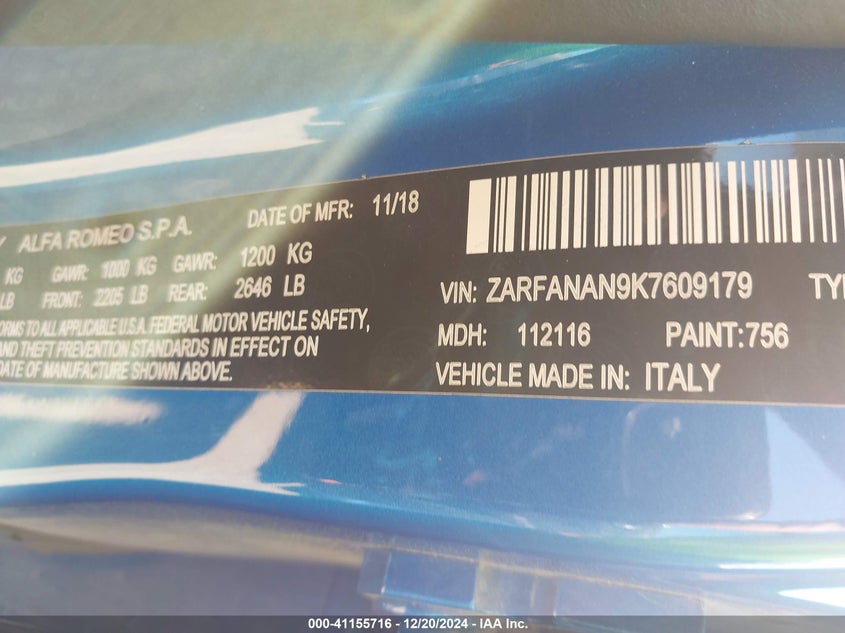 ALFA ROMEO S.P.A. DATE OF MFR: 11/18
KG GAWR: 1000 KG GAWR: 1200 KG
LB FRONT: 2205 LB REAR: 2646 LB
ORMS TO ALL APPLICABLE U.S.A. FEDERAL MOTOR VEHICLE SAFETY,
AND THEFT PREVENTION STANDARDS IN EFFECT ON
DATE OF MANUFACTURE SHOWN ABOVE.
VIN: ZARFANAN9K7609179 TY
MDH: 112116 PAINT:756
VEHICLE MADE IN: ITALY
000-41155716 - 12/20/2024 - IAA Inc.